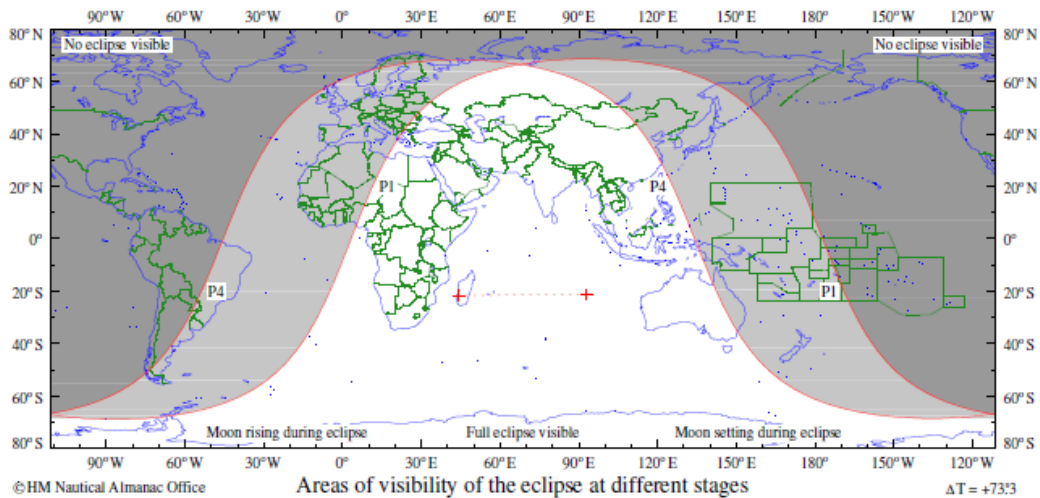 90°W 60°W 30°W 0° 30°E 60°E 90°E 120°E 150°E 180° 150°W 120°W
80°N 80°N
No eclipse visible No eclipse visible
60°N 60°N
40°N 40°N
20°N P1 P4 20°N
0° 0°
20°S P4 P1 20°S
40°S 40°S
60°S 60°S
Moon rising during eclipse Full eclipse visible Moon setting during eclipse
80°S 80°S
90°W 60°W 30°W 0° 30°E 60°E 90°E 120°E 150°E 180° 150°W 120°W
©HM Nautical Almanac Office Areas of visibility of the eclipse at different stages ΔT = +73ˢ.3